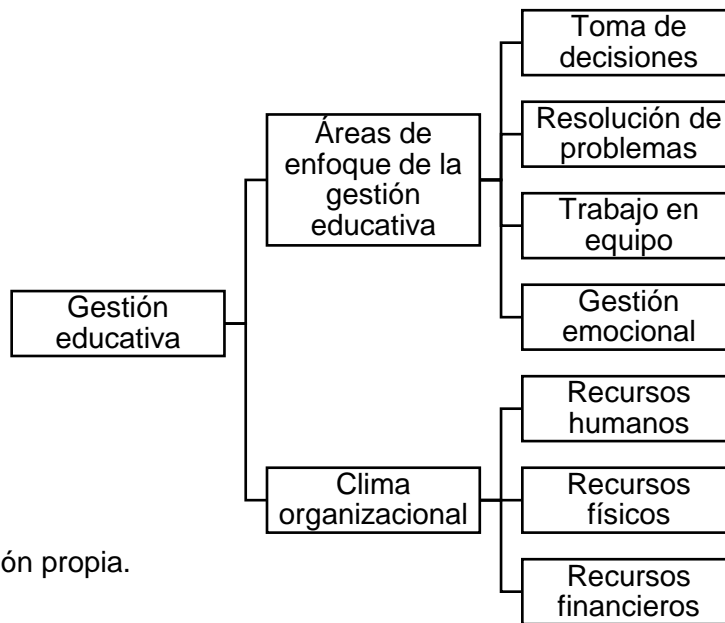 Gestión
educativa
Áreas de
enfoque de la
gestión
educativa
Toma de
decisiones
Resolución de
problemas
Trabajo en
equipo
Gestión
emocional
Clima
organizacional
Recursos
humanos
Recursos
físicos
Recursos
financieros
ón propia.